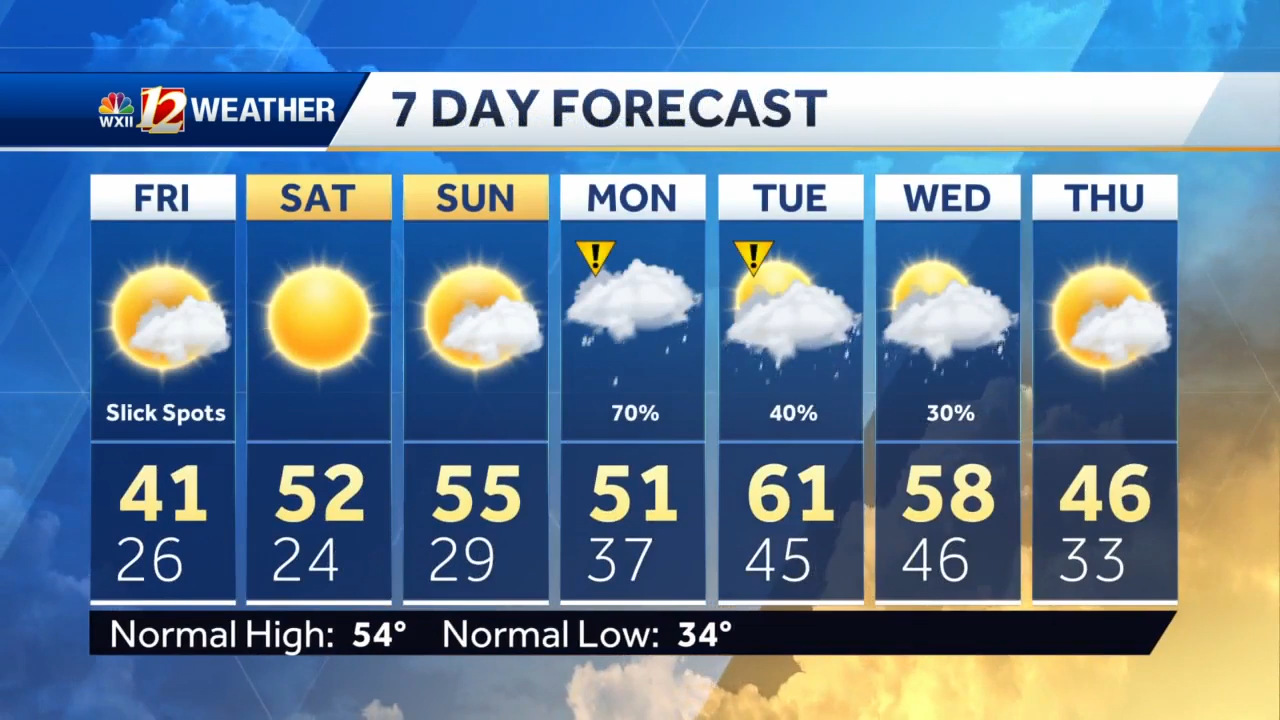 WXII 12 WEATHER
7 DAY FORECAST
FRI SAT SUN MON TUE WED THU
! !
Slick Spots 70% 40% 30%
41 52 55 51 61 58 46
26 24 29 37 45 46 33
Normal High: 54° Normal Low: 34°